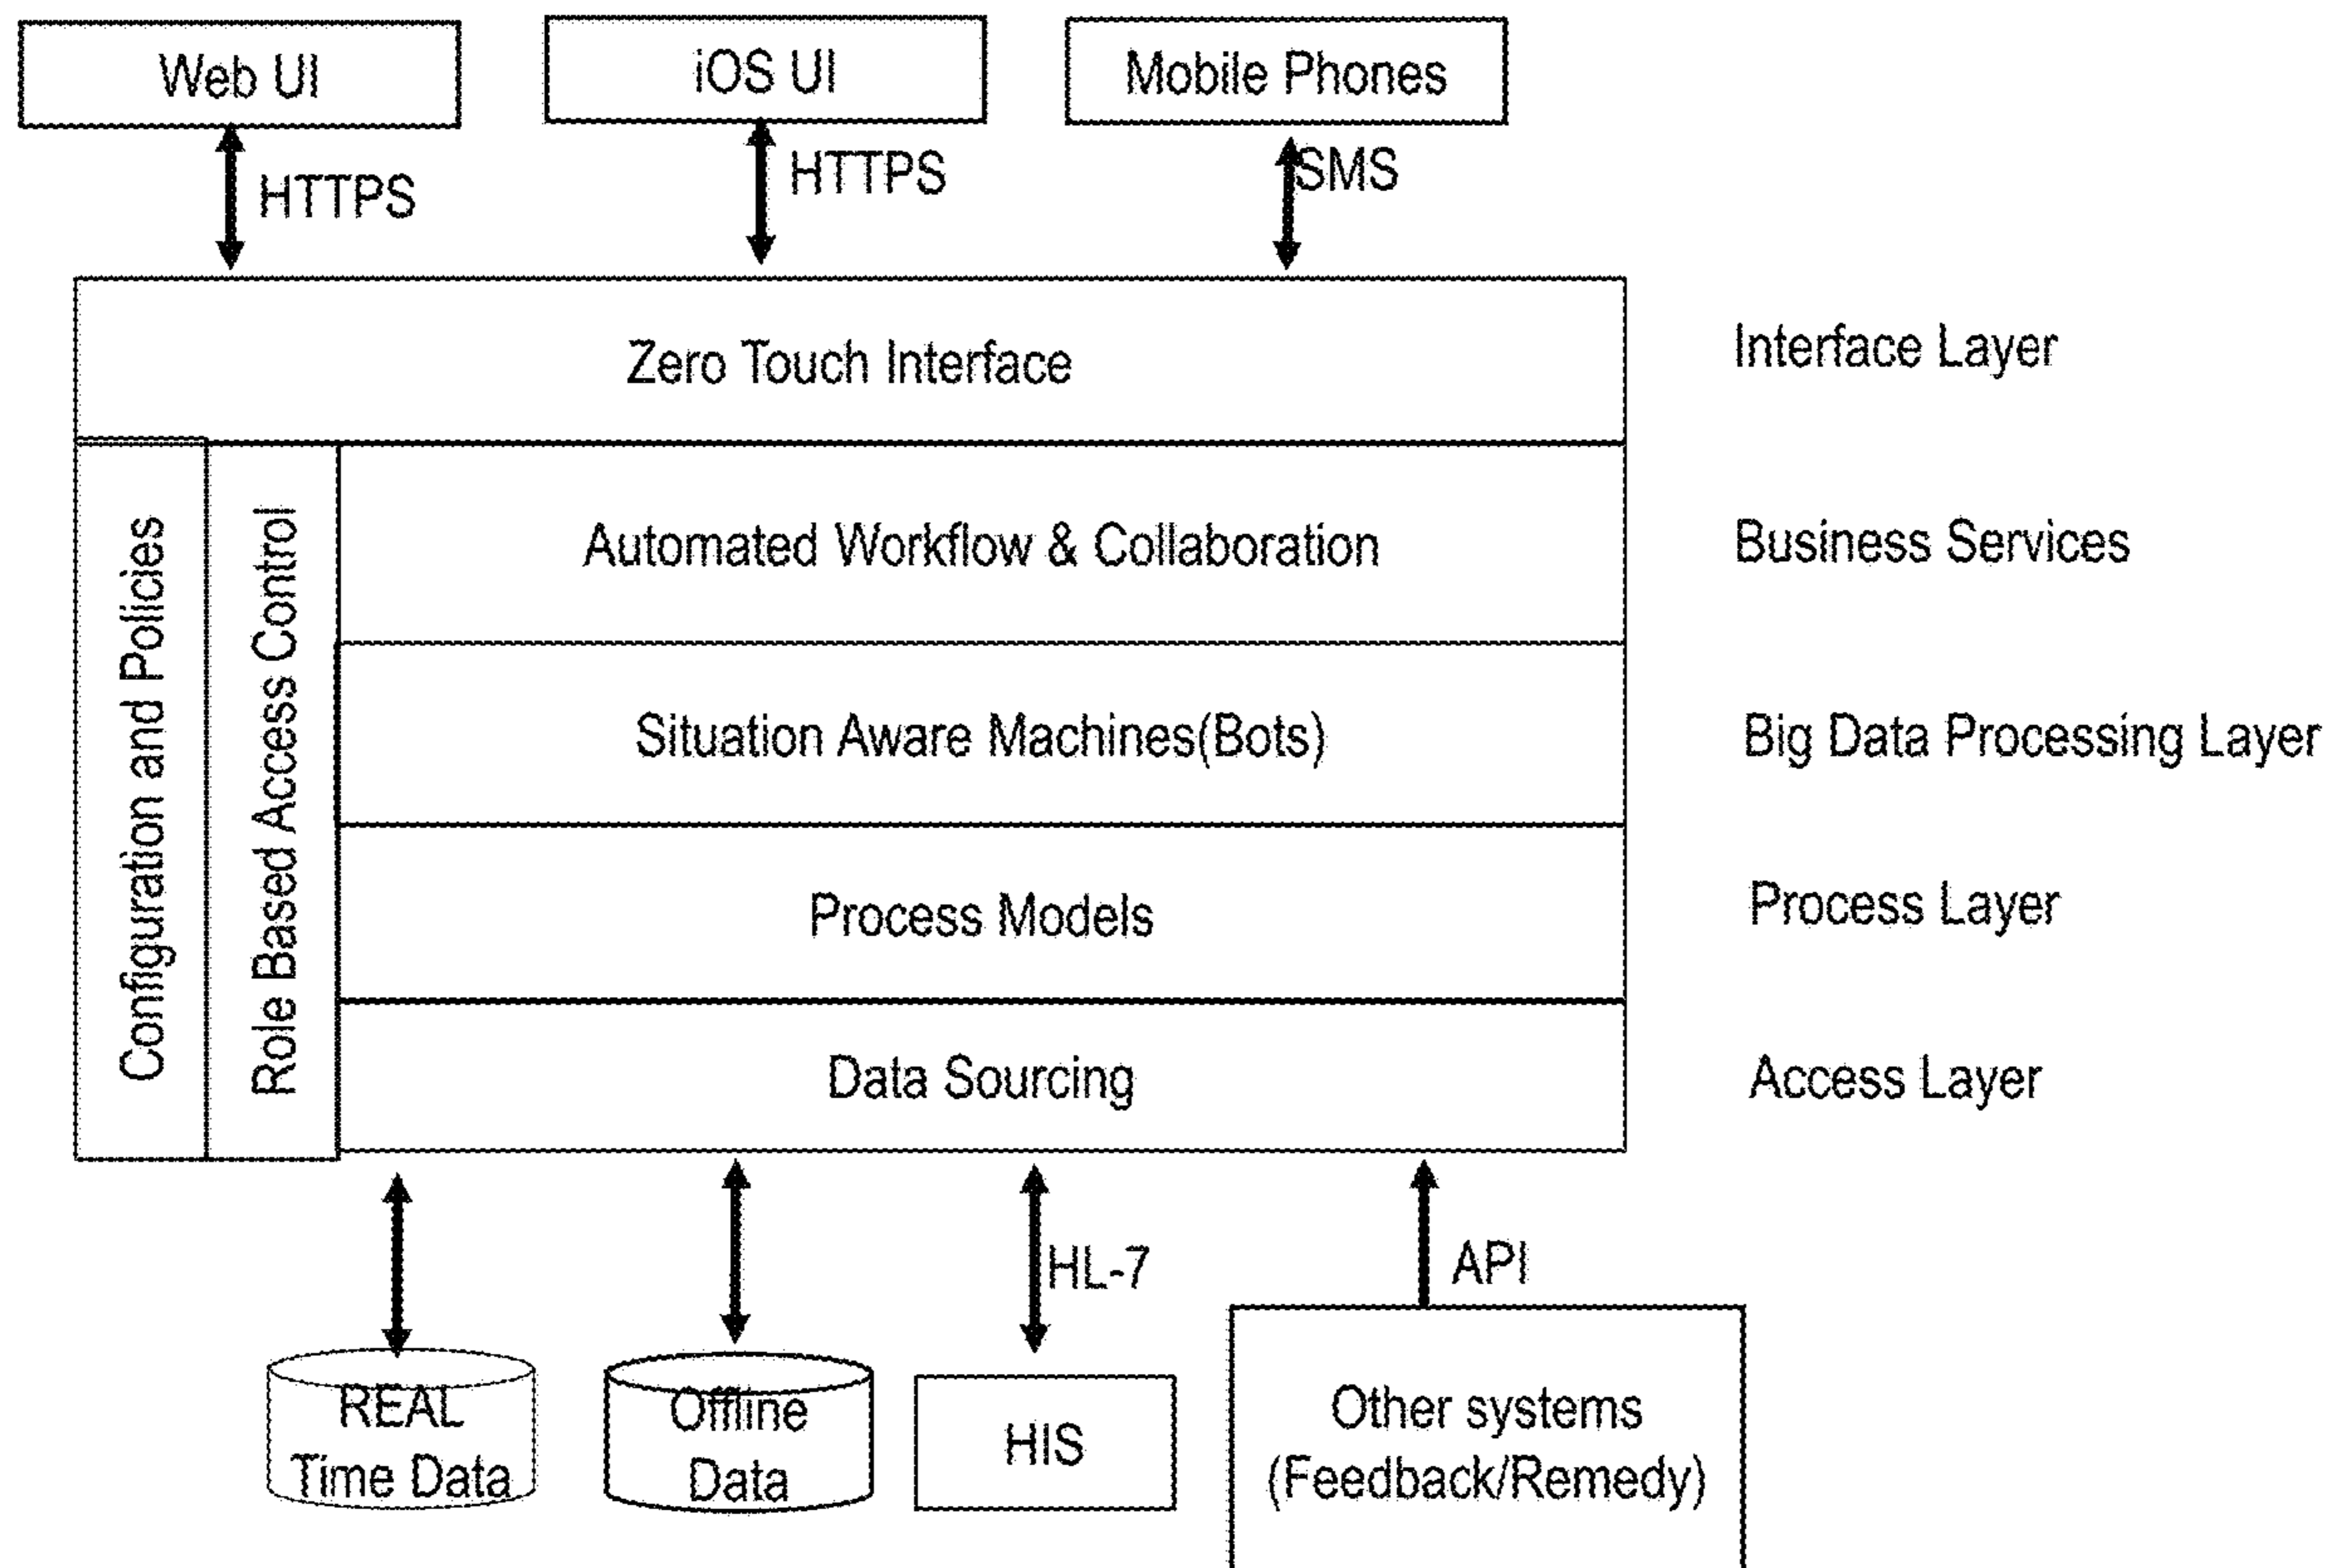 Web UI
iOS UI
Mobile Phones
HTTPS
HTTPS
SMS
Zero Touch Interface
Interface Layer
Configuration and Policies
Role Based Access Control
Automated Workflow & Collaboration
Business Services
Situation Aware Machines(Bots)
Big Data Processing Layer
Process Models
Process Layer
Data Sourcing
Access Layer
HL-7
API
REAL
Time Data
Offline
Data
HIS
Other systems
(Feedback/Remedy)